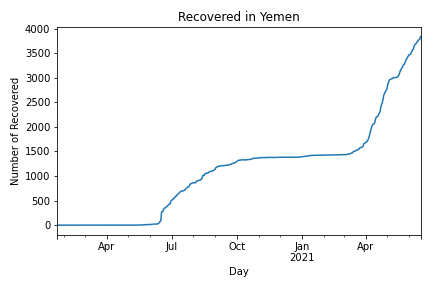 Recovered in Yemen
Number of Recovered
4000
3500
3000
2500
2000
1500
1000
500
0
Apr
Jul
Oct
Jan
2021
Apr
Day